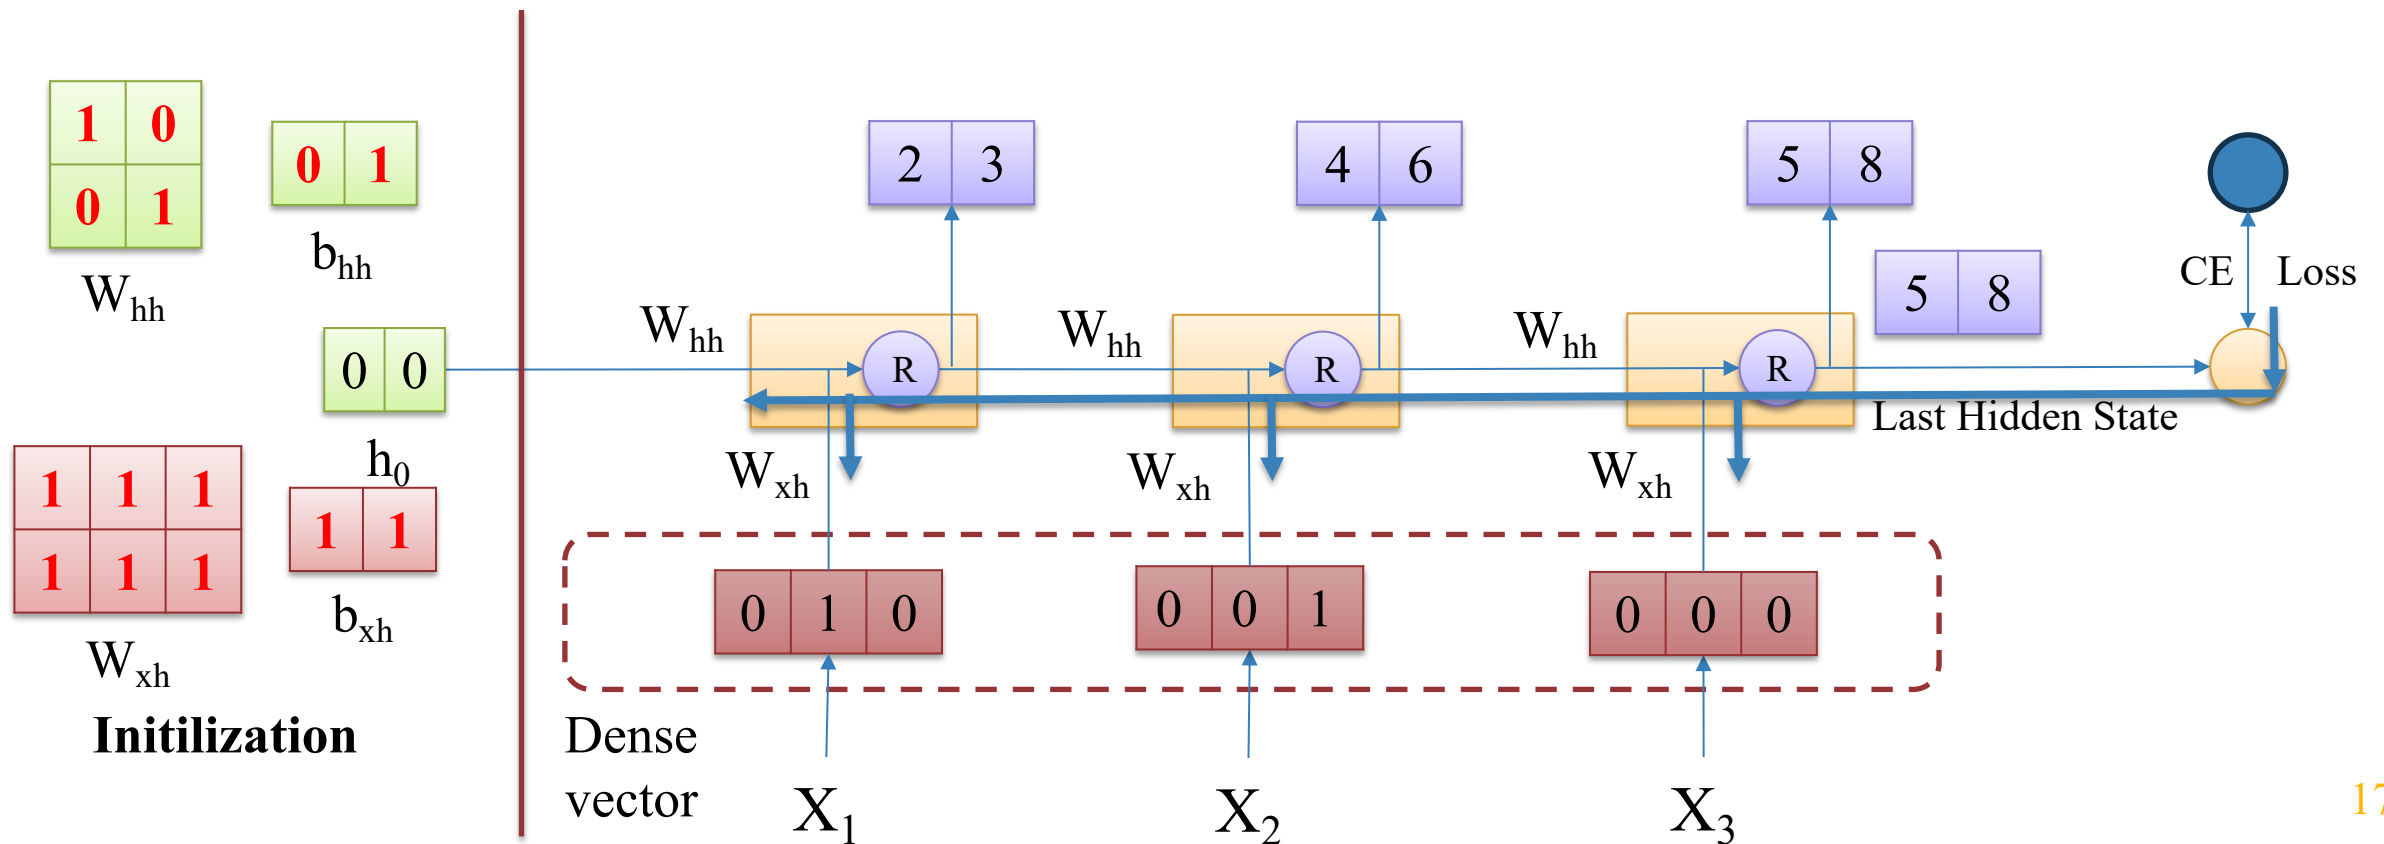 1 0
0 1
W_hh
0 1
b_hh
0 0
h_0
1 1 1
1 1 1
W_xh
1 1
b_xh
Initilization
2 3
4 6
5 8
5 8
CE Loss
W_hh
W_hh
W_hh
R
R
R
Last Hidden State
W_xh
W_xh
W_xh
0 1 0
0 0 1
0 0 0
Dense
vector
X_1
X_2
X_3
17